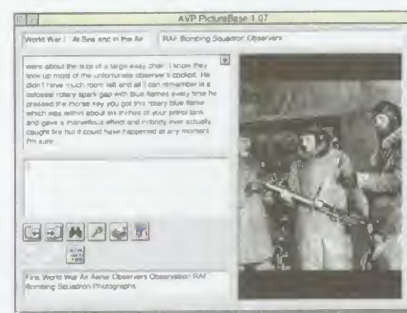 AVP PictureBase 1.07
World War I: At Sea and in the Air
RAF Bombing Squadron Observers
were about the size of a large easy chair. I know they
took up most of the unfortunate observer's cockpit. He
didn't have much room left and all I can remember is a
colossal rotary spark gap with blue flames every time he
pressed the morse key you got this rotary blue flame
which was within about six inches of your petrol tank
and gave a marvellous effect and nobody ever actually
caught fire but it could have happened at any moment
I'm sure.
First World War Air Aerial Observers Observation RAF
Bombing Squadron Photographs